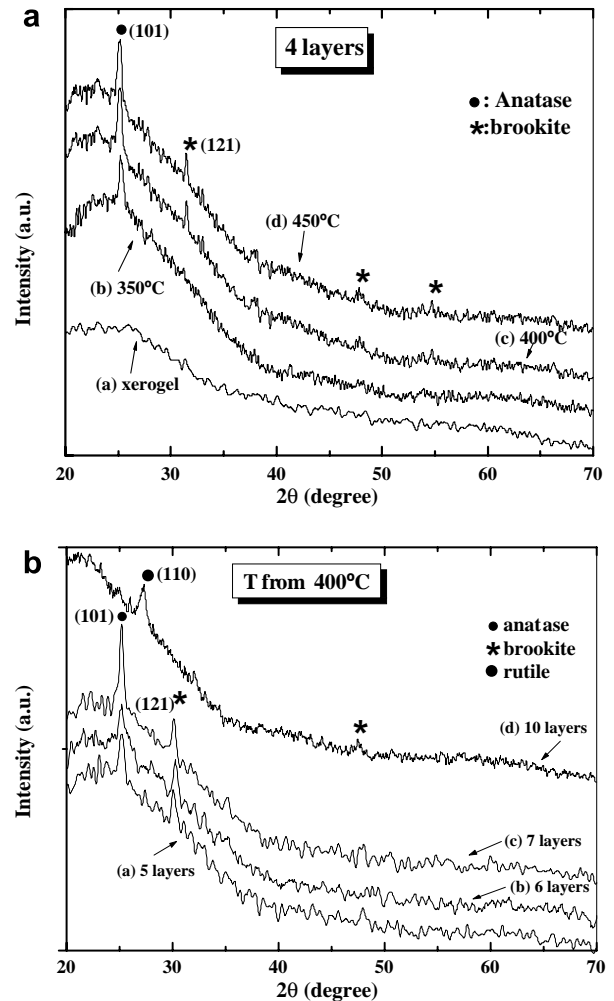 a
(101)
4 layers
●: Anatase
*:brookite
* (121)
(d) 450°C
(b) 350°C
*
*
(c) 400°C
(a) xerogel
Intensity (a.u.)
20 30 40 50 60 70
2θ (degree)
b
(110)
T from 400°C
(101)
● anatase
* brookite
● rutile
(121) *
*
(d) 10 layers
(c) 7 layers
(a) 5 layers
(b) 6 layers
Intensity (a.u.)
20 30 40 50 60 70
2θ (degree)